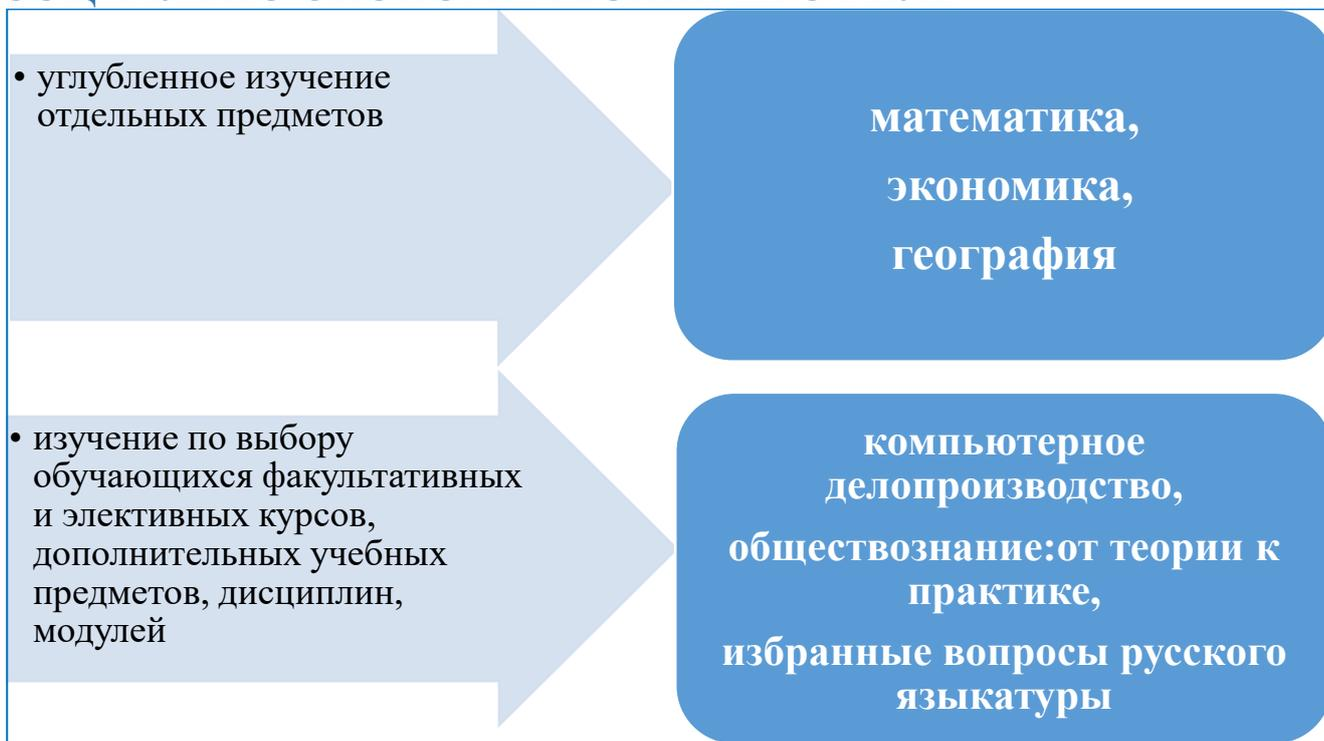 • углубленное изучение
отдельных предметов
математика,
экономика,
география
• изучение по выбору
обучающихся факультативных
и элективных курсов,
дополнительных учебных
предметов, дисциплин,
модулей
компьютерное
делопроизводство,
обществознание:от теории к
практике,
избранные вопросы русского
языкатуры